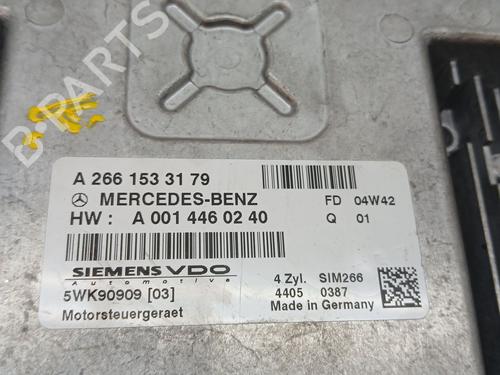 B-PARTS
A 266 153 31 79
MERCEDES-BENZ FD 04W42
HW : A 001 446 02 40 Q 01
SIEMENS VDO
Automotive
4 Zyl. SIM266
5WK90909 [03] 4405 0387
Motorsteuergeraet Made in Germany